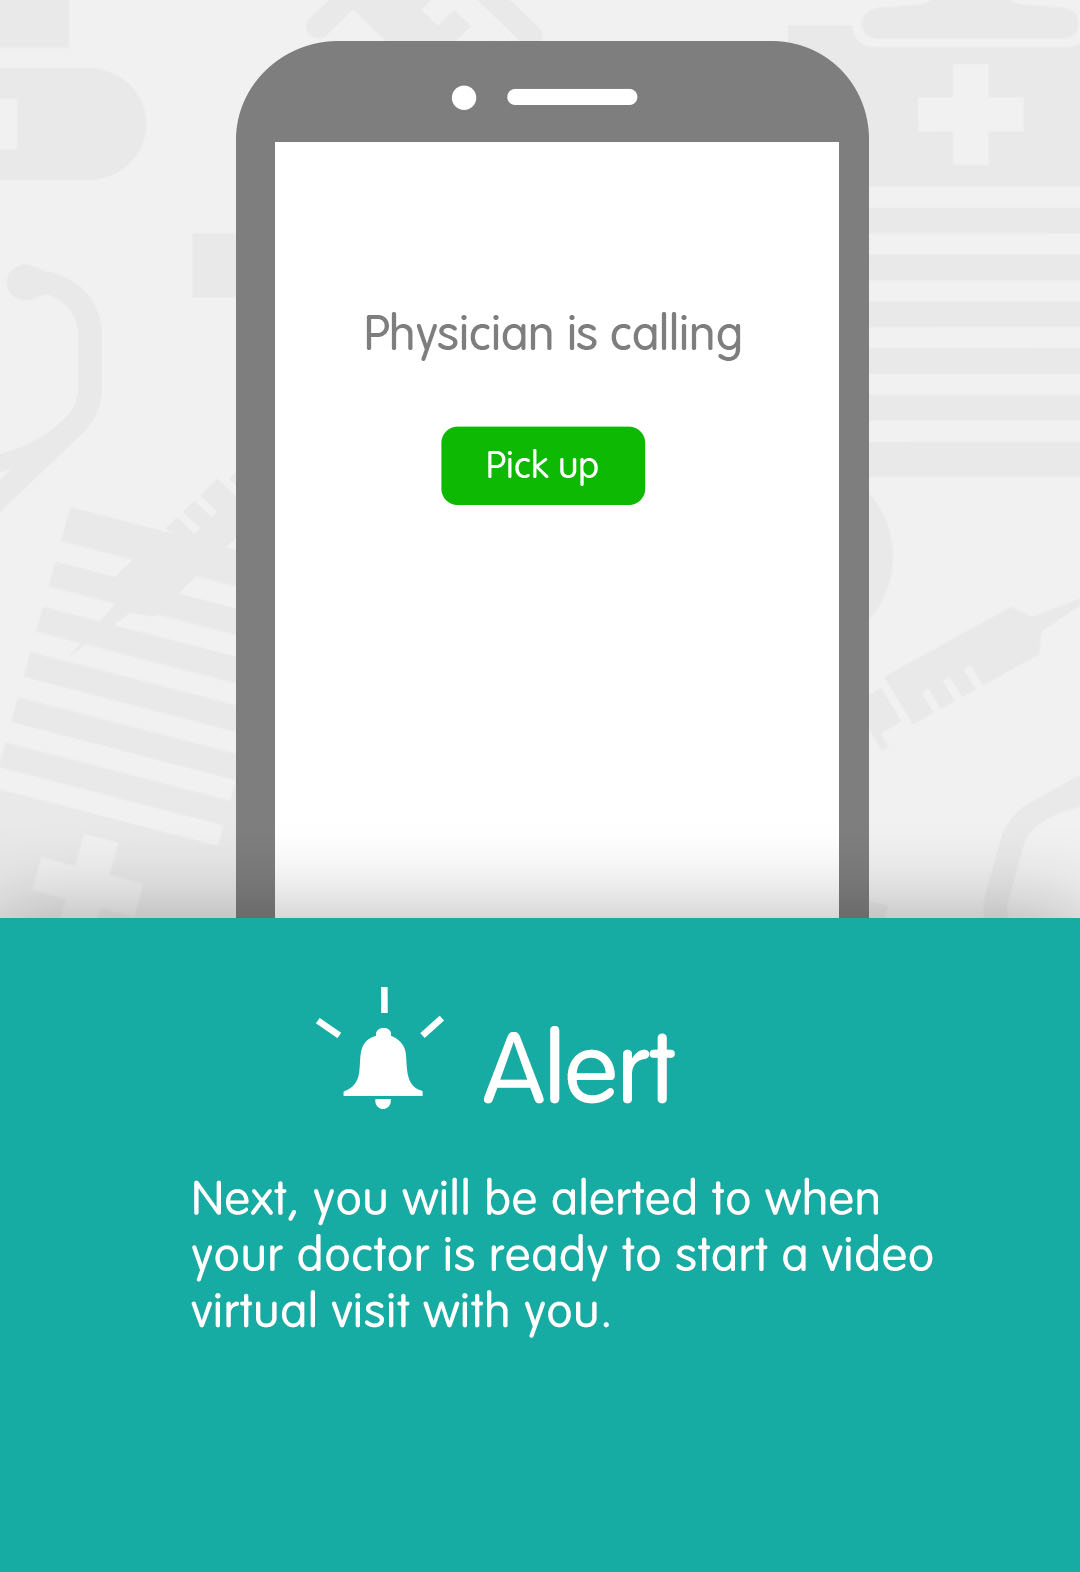 Physician is calling
Pick up
Alert
Next, you will be alerted to when
your doctor is ready to start a video
virtual visit with you.